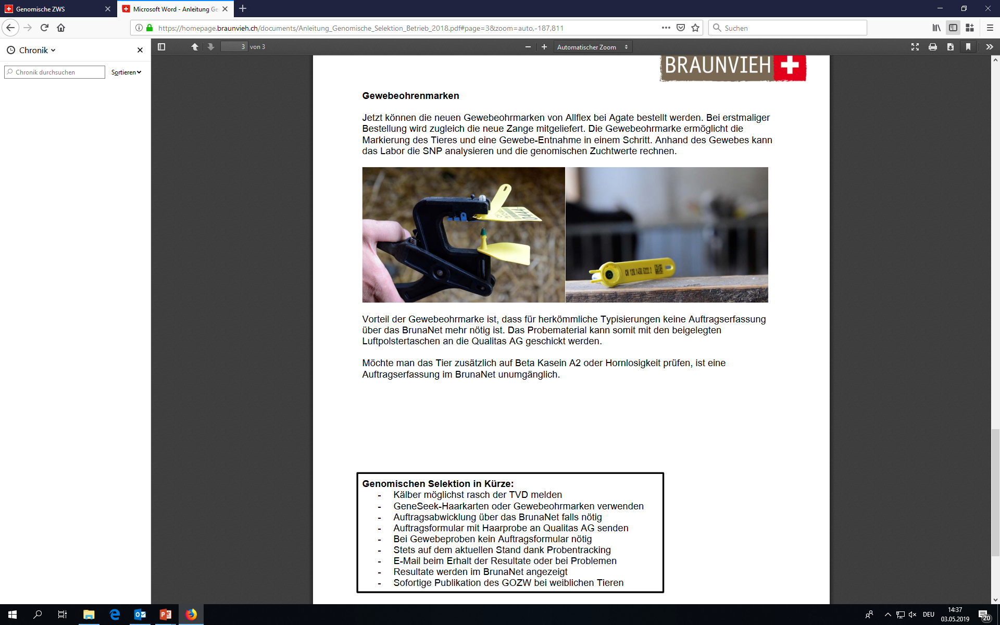 Genomische ZWS
Microsoft Word - Anleitung Ge
https://homepage.braunvieh.ch/documents/Anleitung_Genomische_Selektion_Betrieb_2018.pdf#page=3&zoom=auto,-187,811
Suchen
Chronik
3 von 3
Automatischer Zoom
Chronik durchsuchen
Sortieren
BRAUNVIEH
Gewebeohrenmarken
Jetzt können die neuen Gewebeohrmarken von Allflex bei Agate bestellt werden. Bei erstmaliger
Bestellung wird zugleich die neue Zange mitgeliefert. Die Gewebeohrmarke ermöglicht die
Markierung des Tieres und eine Gewebe-Entnahme in einem Schritt. Anhand des Gewebes kann
das Labor die SNP analysieren und die genomischen Zuchtwerte rechnen.
CH 120.1430 5222.2
Vorteil der Gewebeohrmarke ist, dass für herkömmliche Typisierungen keine Auftragserfassung
über das BrunaNet mehr nötig ist. Das Probematerial kann somit mit den beigelegten
Luftpolstertaschen an die Qualitas AG geschickt werden.
Möchte man das Tier zusätzlich auf Beta Kasein A2 oder Hornlosigkeit prüfen, ist eine
Auftragserfassung im BrunaNet unumgänglich.
Genomischen Selektion in Kürze:
- Kälber möglichst rasch der TVD melden
- GeneSeek-Haarkarten oder Gewebeohrmarken verwenden
- Auftragsabwicklung über das BrunaNet falls nötig
- Auftragsformular mit Haarprobe an Qualitas AG senden
- Bei Gewebeproben kein Auftragsformular nötig
- Stets auf dem aktuellen Stand dank Probentracking
- E-Mail beim Erhalt der Resultate oder bei Problemen
- Resultate werden im BrunaNet angezeigt
- Sofortige Publikation des GOZW bei weiblichen Tieren
DEU
14:37
03.05.2019
20